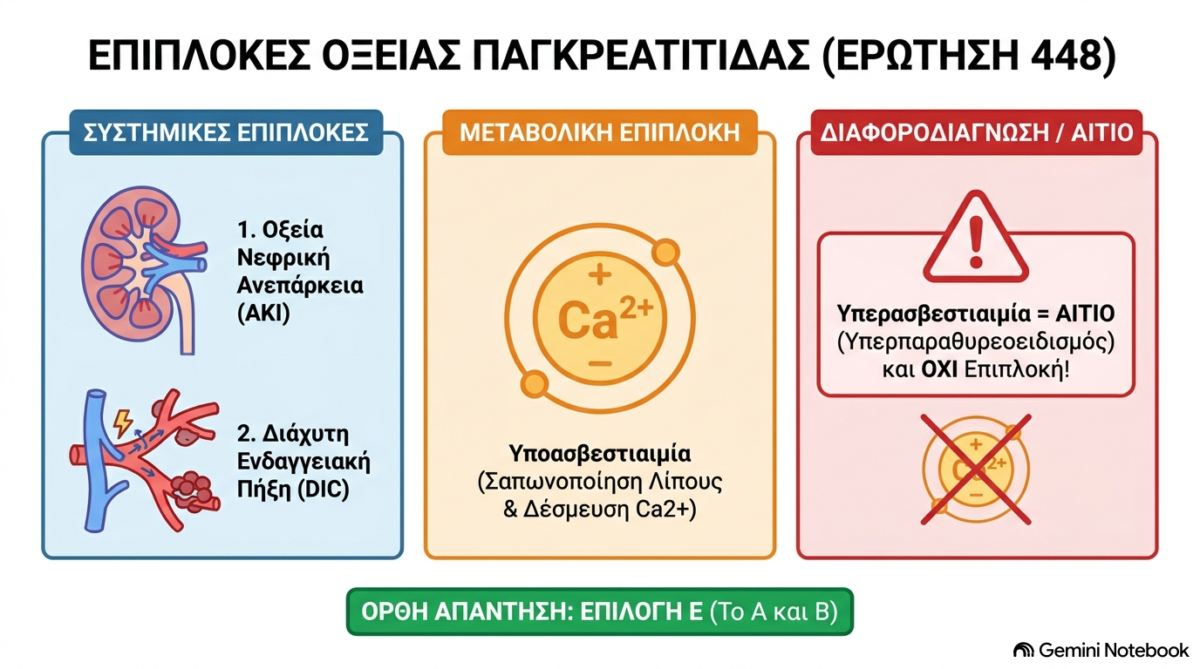 ΕΠΙΠΛΟΚΕΣ ΟΞΕΙΑΣ ΠΑΓΚΡΕΑΤΙΤΙΔΑΣ (ΕΡΩΤΗΣΗ 448)
ΣΥΣΤΗΜΙΚΕΣ ΕΠΙΠΛΟΚΕΣ
1. Οξεία
Νεφρική
Ανεπάρκεια
(AKI)
2. Διάχυτη
Ενδαγγειακή
Πήξη (DIC)
ΜΕΤΑΒΟΛΙΚΗ ΕΠΙΠΛΟΚΗ
+
Ca²⁺
−
Υποασβεστιαιμία
(Σαπωνοποίηση Λίπους
& Δέσμευση Ca2+)
ΔΙΑΦΟΡΟΔΙΑΓΝΩΣΗ / ΑΙΤΙΟ
!
Υπερασβεστιαιμία = ΑΙΤΙΟ
(Υπερπαραθυρεοειδισμός)
και ΟΧΙ Επιπλοκή!
+
Ca²⁺
−
ΟΡΘΗ ΑΠΑΝΤΗΣΗ: ΕΠΙΛΟΓΗ Ε (Το Α και Β)
Gemini Notebook